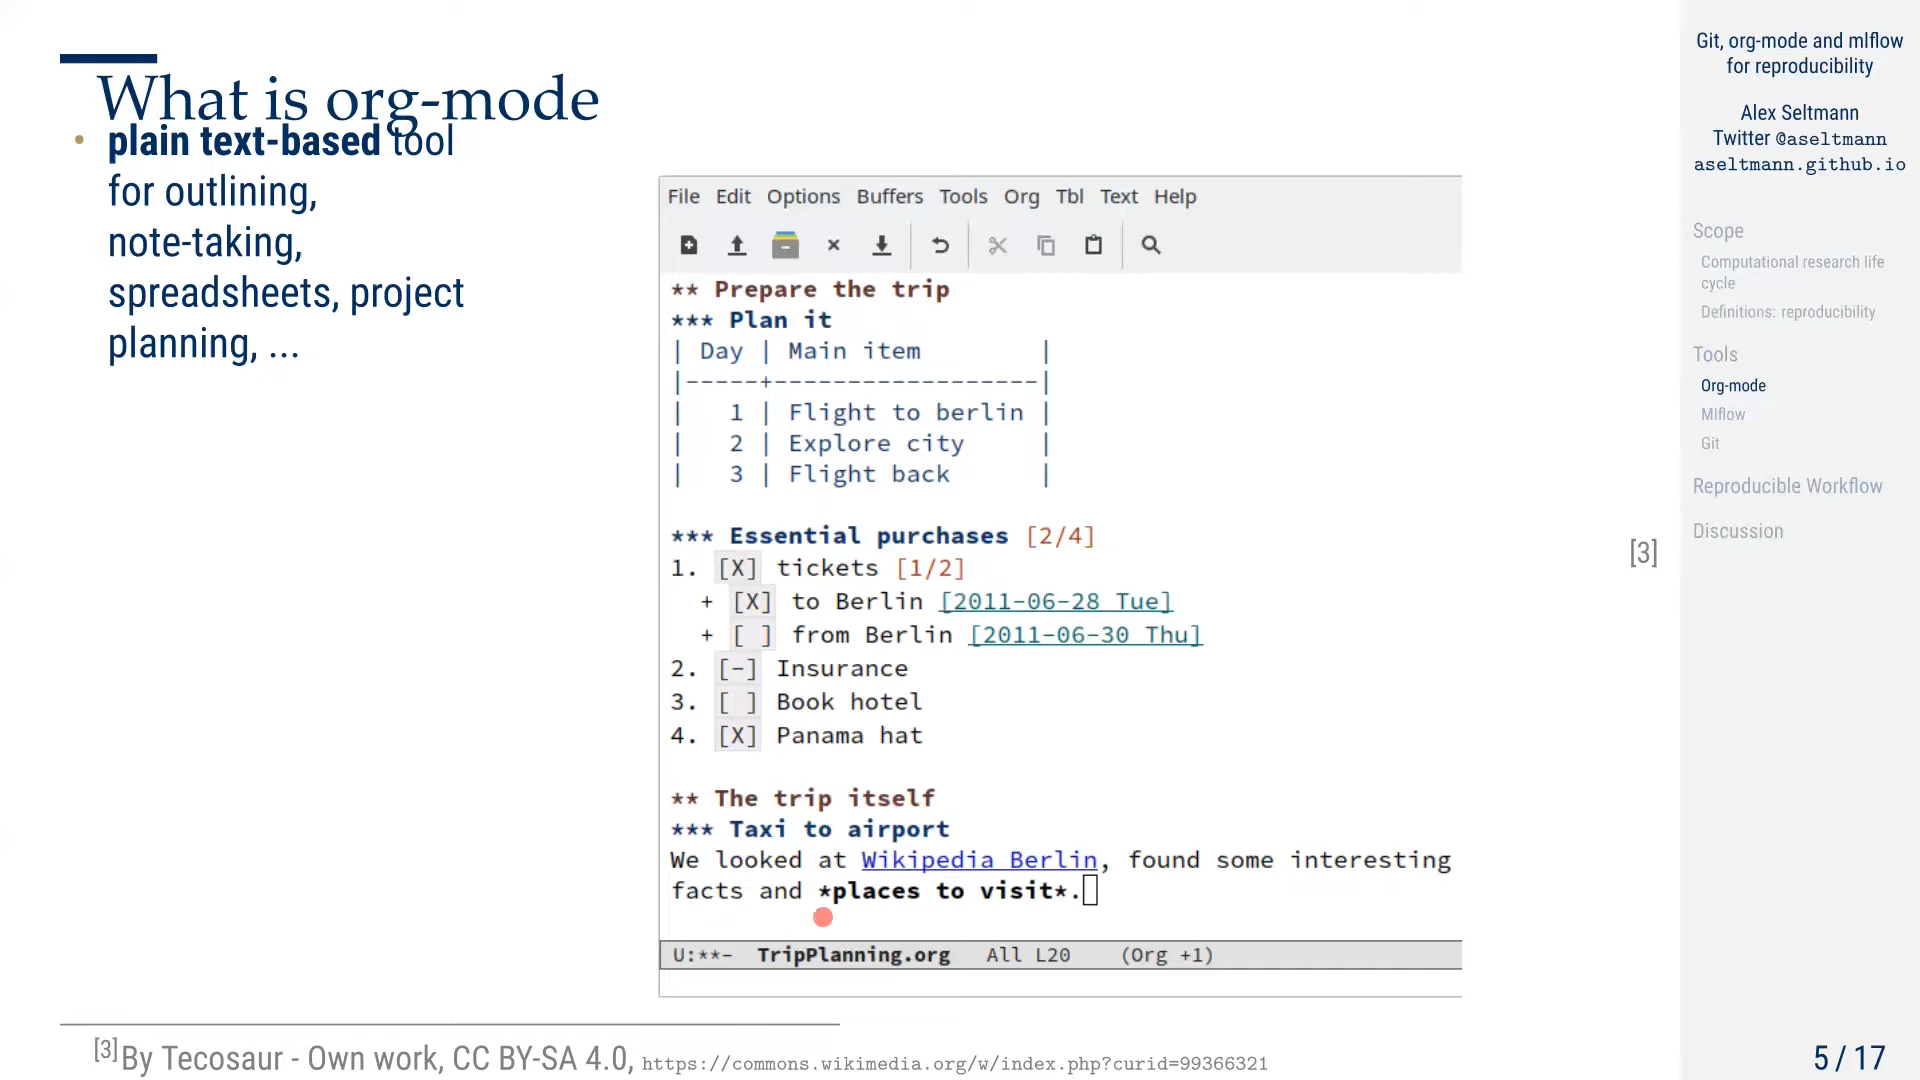 What is org-mode
• plain text-based tool
for outlining,
note-taking,
spreadsheets, project
planning, ...
File Edit Options Buffers Tools Org Tbl Text Help
** Prepare the trip
*** Plan it
| Day | Main item        |
|-----+------------------|
|   1 | Flight to berlin |
|   2 | Explore city     |
|   3 | Flight back      |
*** Essential purchases [2/4]
1. [X] tickets [1/2]
  + [X] to Berlin [2011-06-28 Tue]
  + [ ] from Berlin [2011-06-30 Thu]
2. [-] Insurance
3. [ ] Book hotel
4. [X] Panama hat
** The trip itself
*** Taxi to airport
We looked at Wikipedia Berlin, found some interesting
facts and *places to visit*.
U:**-  TripPlanning.org   All L20    (Org +1)
[3]
[3]By Tecosaur - Own work, CC BY-SA 4.0, https://commons.wikimedia.org/w/index.php?curid=99366321
Git, org-mode and mlflow
for reproducibility
Alex Seltmann
Twitter @aseltmann
aseltmann.github.io
Scope
Computational research life
cycle
Definitions: reproducibility
Tools
Org-mode
Mlflow
Git
Reproducible Workflow
Discussion
5 / 17